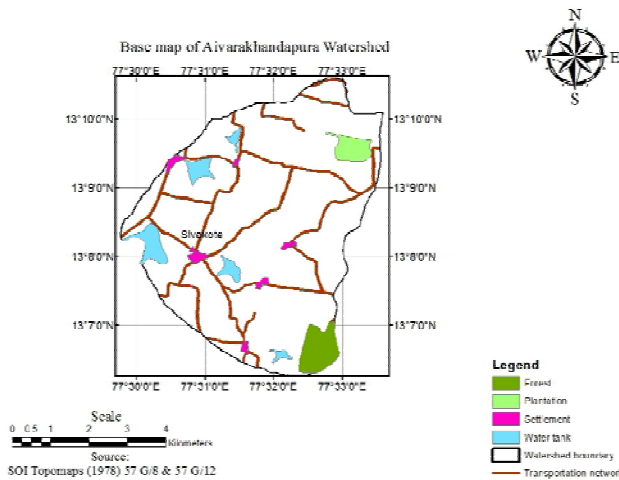 Base map of Aivarakhandapura Watershed
N
W E
S
77°30'0"E 77°31'0"E 77°32'0"E 77°33'0"E
13°10'0"N 13°10'0"N
13°9'0"N 13°9'0"N
Sivakote
13°8'0"N 13°8'0"N
13°7'0"N 13°7'0"N
77°30'0"E 77°31'0"E 77°32'0"E 77°33'0"E
Legend
Forest
Plantation
Settlement
Water tank
Watershed boundary
Transportation network
Scale
0 0.5 1 2 3 4
Kilometers
Source:
SOI Topomaps (1978) 57 G/8 & 57 G/12